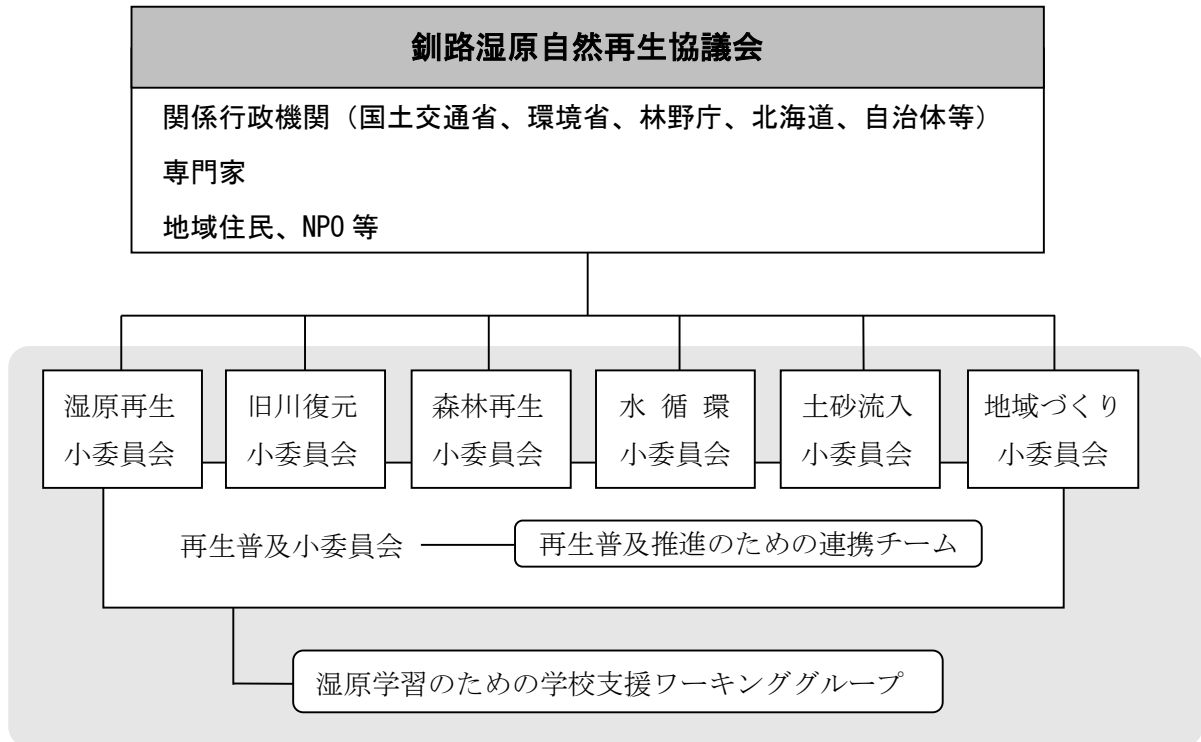 釧路湿原自然再生協議会
関係行政機関（国土交通省、環境省、林野庁、北海道、自治体等）
専門家
地域住民、NPO 等
湿原再生
小委員会
旧川復元
小委員会
森林再生
小委員会
水 循 環
小委員会
土砂流入
小委員会
地域づくり
小委員会
再生普及小委員会
再生普及推進のための連携チーム
湿原学習のための学校支援ワーキンググループ